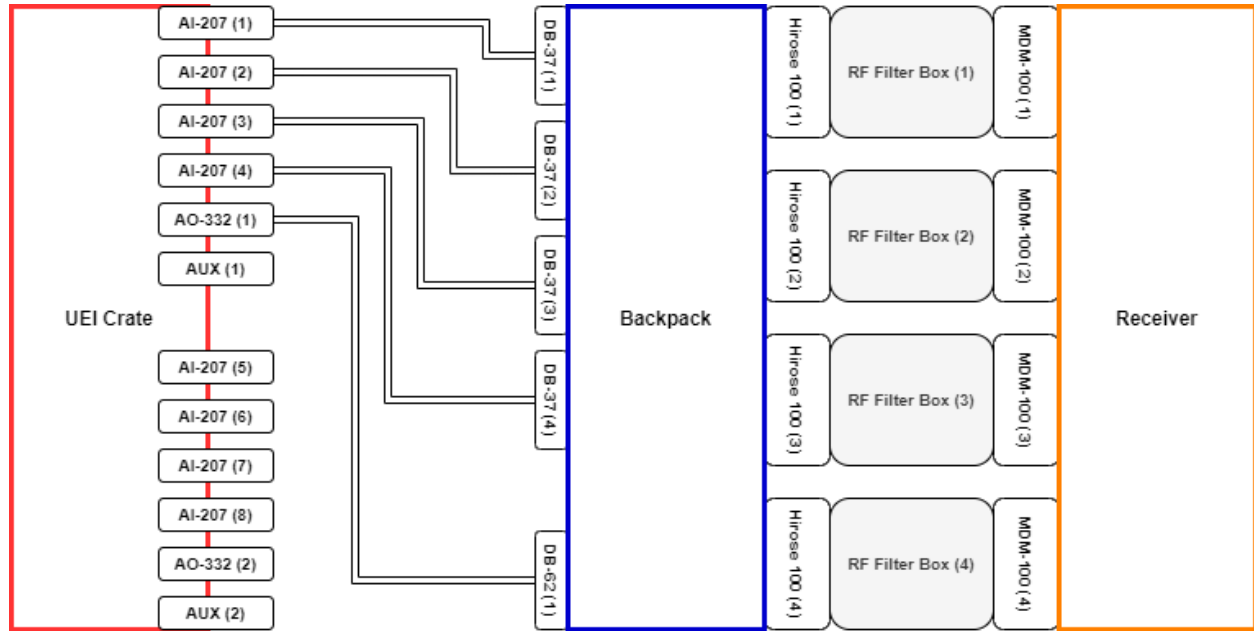 UEI Crate
AI-207 (1)
AI-207 (2)
AI-207 (3)
AI-207 (4)
AO-332 (1)
AUX (1)
AI-207 (5)
AI-207 (6)
AI-207 (7)
AI-207 (8)
AO-332 (2)
AUX (2)
DB-37 (1)
DB-37 (2)
DB-37 (3)
DB-37 (4)
DB-62 (1)
Backpack
Hirose 100 (1)
Hirose 100 (2)
Hirose 100 (3)
Hirose 100 (4)
RF Filter Box (1)
RF Filter Box (2)
RF Filter Box (3)
RF Filter Box (4)
MDM-100 (1)
MDM-100 (2)
MDM-100 (3)
MDM-100 (4)
Receiver